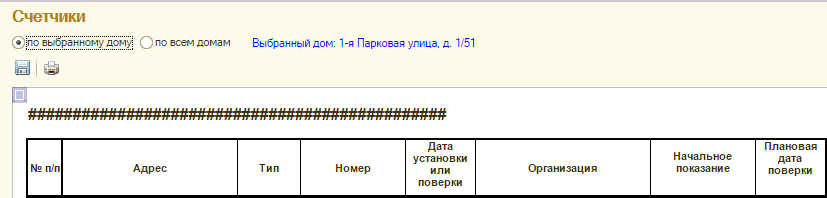 Счетчики
по выбранному дому по всем домам Выбранный дом: 1-я Парковая улица, д. 1/51
###############################################
№ п/п Адрес Тип Номер Дата установки или поверки Организация Начальное показание Плановая дата поверки